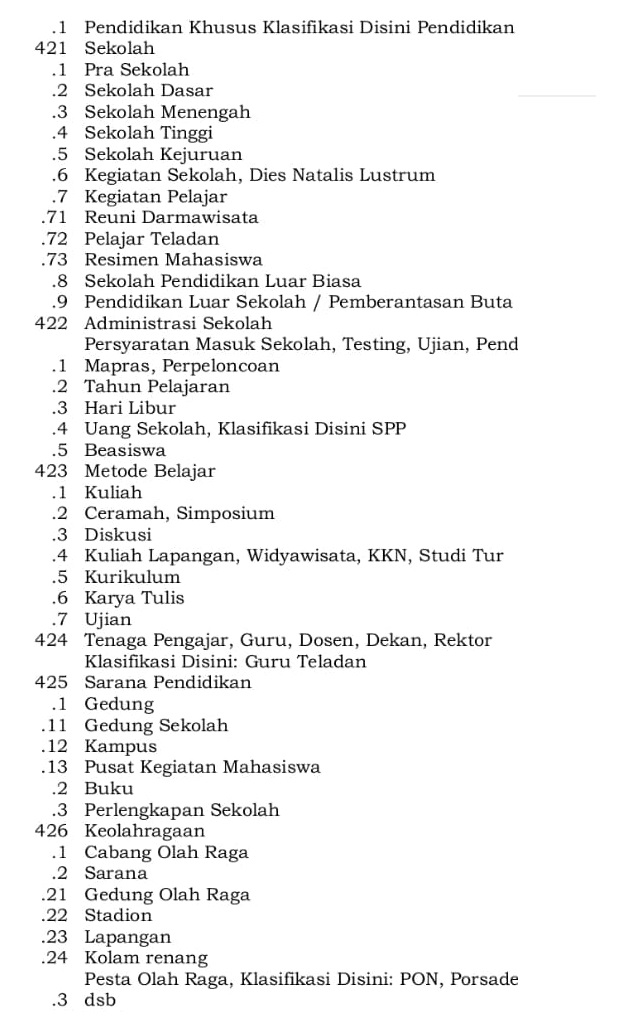 .1 Pendidikan Khusus Klasifikasi Disini Pendidikan
421 Sekolah
.1 Pra Sekolah
.2 Sekolah Dasar
.3 Sekolah Menengah
.4 Sekolah Tinggi
.5 Sekolah Kejuruan
.6 Kegiatan Sekolah, Dies Natalis Lustrum
.7 Kegiatan Pelajar
.71 Reuni Darmawisata
.72 Pelajar Teladan
.73 Resimen Mahasiswa
.8 Sekolah Pendidikan Luar Biasa
.9 Pendidikan Luar Sekolah / Pemberantasan Buta
422 Administrasi Sekolah
Persyaratan Masuk Sekolah, Testing, Ujian, Pend
.1 Mapras, Perpeloncoan
.2 Tahun Pelajaran
.3 Hari Libur
.4 Uang Sekolah, Klasifikasi Disini SPP
.5 Beasiswa
423 Metode Belajar
.1 Kuliah
.2 Ceramah, Simposium
.3 Diskusi
.4 Kuliah Lapangan, Widyawisata, KKN, Studi Tur
.5 Kurikulum
.6 Karya Tulis
.7 Ujian
424 Tenaga Pengajar, Guru, Dosen, Dekan, Rektor
Klasifikasi Disini: Guru Teladan
425 Sarana Pendidikan
.1 Gedung
.11 Gedung Sekolah
.12 Kampus
.13 Pusat Kegiatan Mahasiswa
.2 Buku
.3 Perlengkapan Sekolah
426 Keolahragaan
.1 Cabang Olah Raga
.2 Sarana
.21 Gedung Olah Raga
.22 Stadion
.23 Lapangan
.24 Kolam renang
Pesta Olah Raga, Klasifikasi Disini: PON, Porsade
.3 dsb